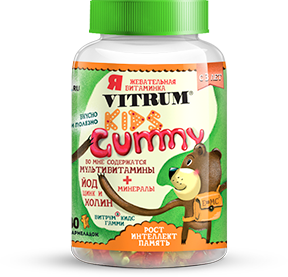 Я ЖЕВАТЕЛЬНАЯ
ВИТАМИНКА
VITRUM®
KIDS
Gummy
ВКУСНО
И ПОЛЕЗНО
ВО МНЕ СОДЕРЖАТСЯ
МУЛЬТИВИТАМИНЫ
+
МИНЕРАЛЫ
ЙОД
ЦИНК И
ХОЛИН
ВИТРУМ® КИДС
ГАММИ
РОСТ
ИНТЕЛЛЕКТ
ПАМЯТЬ